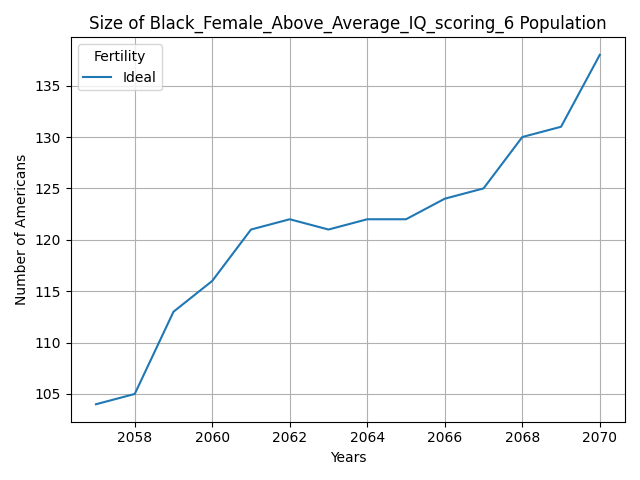 Size of Black_Female_Above_Average_IQ_scoring_6 Population
Fertility
Ideal
Number of Americans
135
130
125
120
115
110
105
2058 2060 2062 2064 2066 2068 2070
Years